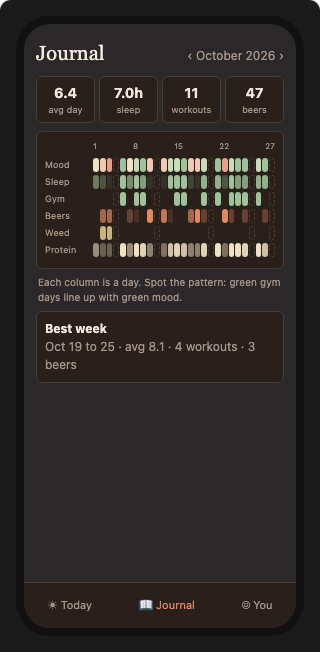 Journal
‹ October 2026 ›
6.4 7.0h 11 47
avg day sleep workouts beers
1 8 15 22 27
Mood
Sleep
Gym
Beers
Weed
Protein
Each column is a day. Spot the pattern: green gym
days line up with green mood.
Best week
Oct 19 to 25 · avg 8.1 · 4 workouts · 3
beers
☀ Today 📖 Journal ☺ You